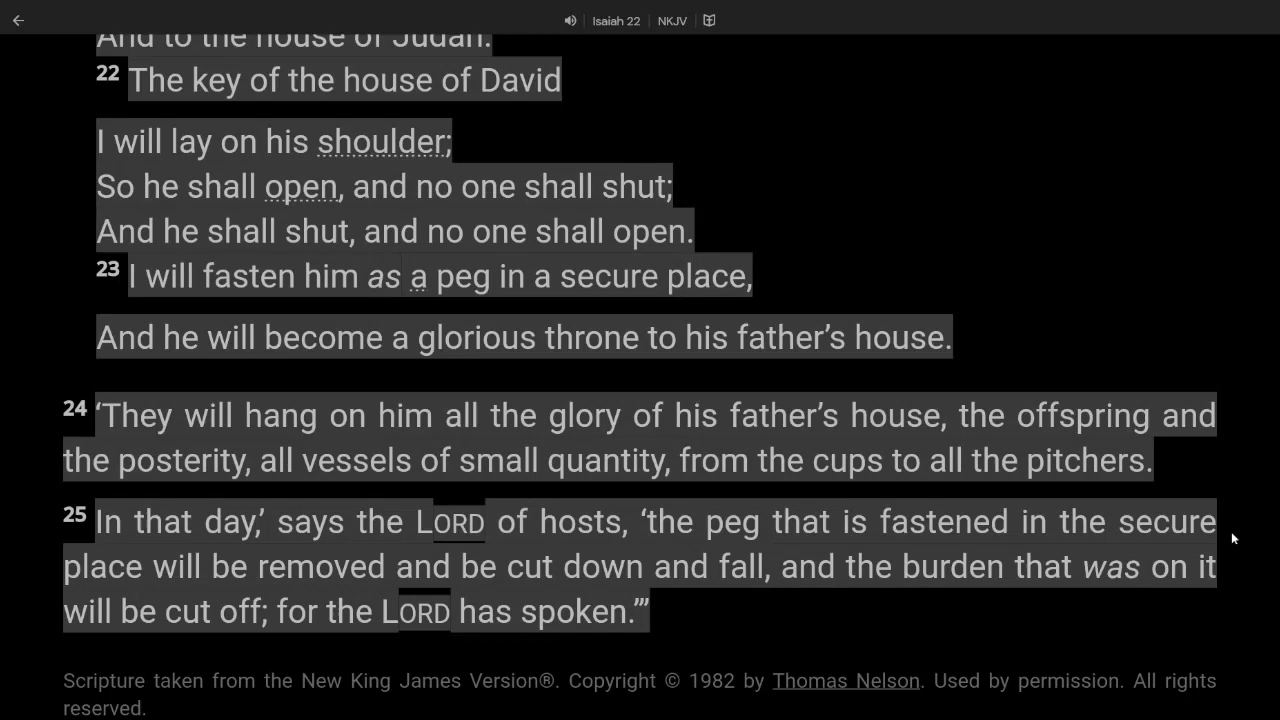 Isaiah 22 NKJV
And to the house of Judah.
22 The key of the house of David
I will lay on his shoulder;
So he shall open, and no one shall shut;
And he shall shut, and no one shall open.
23 I will fasten him as a peg in a secure place,
And he will become a glorious throne to his father’s house.
24 ‘They will hang on him all the glory of his father’s house, the offspring and
the posterity, all vessels of small quantity, from the cups to all the pitchers.
25 In that day,’ says the LORD of hosts, ‘the peg that is fastened in the secure
place will be removed and be cut down and fall, and the burden that was on it
will be cut off; for the LORD has spoken.’”
Scripture taken from the New King James Version®. Copyright © 1982 by Thomas Nelson. Used by permission. All rights
reserved.